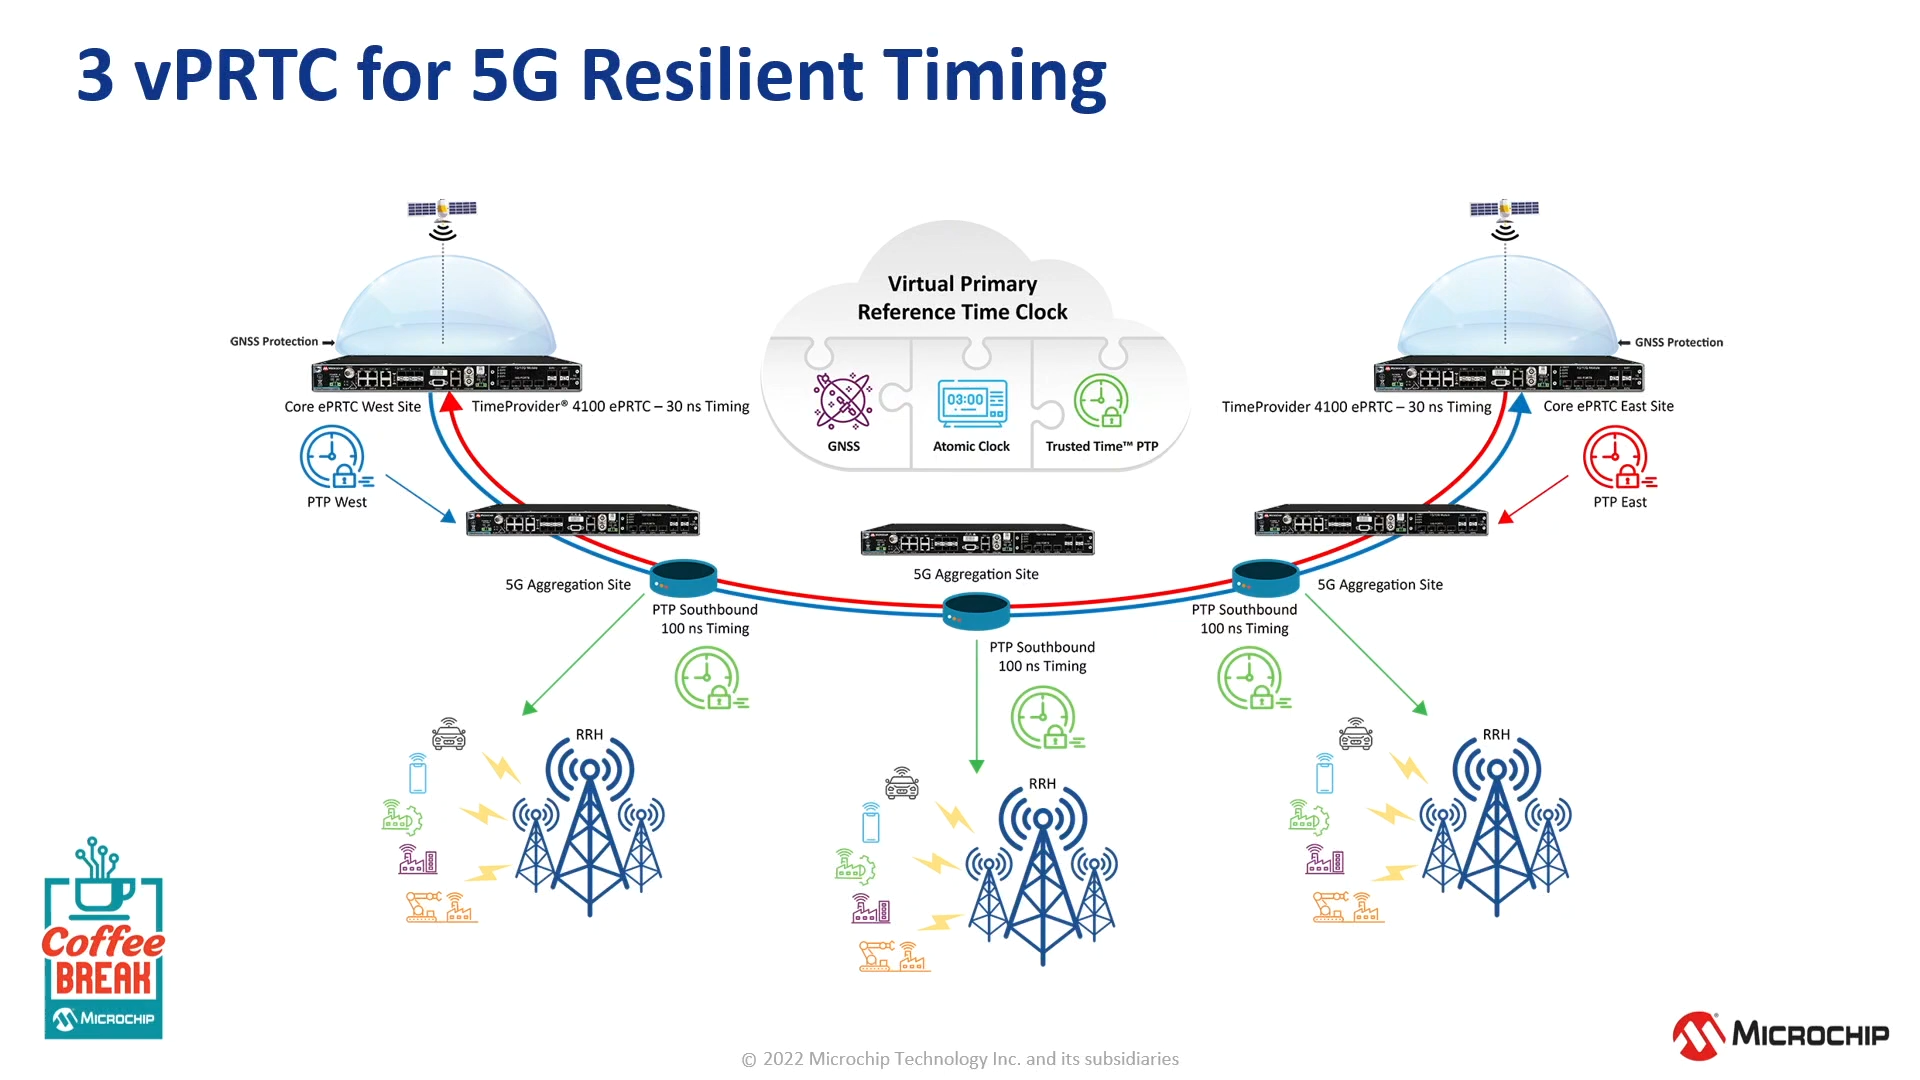 3 vPRTC for 5G Resilient Timing
Virtual Primary
Reference Time Clock
GNSS
03:00
Atomic Clock
Trusted Time™ PTP
GNSS Protection
Core ePRTC West Site
TimeProvider® 4100 ePRTC – 30 ns Timing
PTP West
GNSS Protection
TimeProvider 4100 ePRTC – 30 ns Timing
Core ePRTC East Site
PTP East
5G Aggregation Site
PTP Southbound
100 ns Timing
5G Aggregation Site
PTP Southbound
100 ns Timing
5G Aggregation Site
PTP Southbound
100 ns Timing
RRH
RRH
RRH
Coffee
BREAK
MICROCHIP
MICROCHIP
© 2022 Microchip Technology Inc. and its subsidiaries